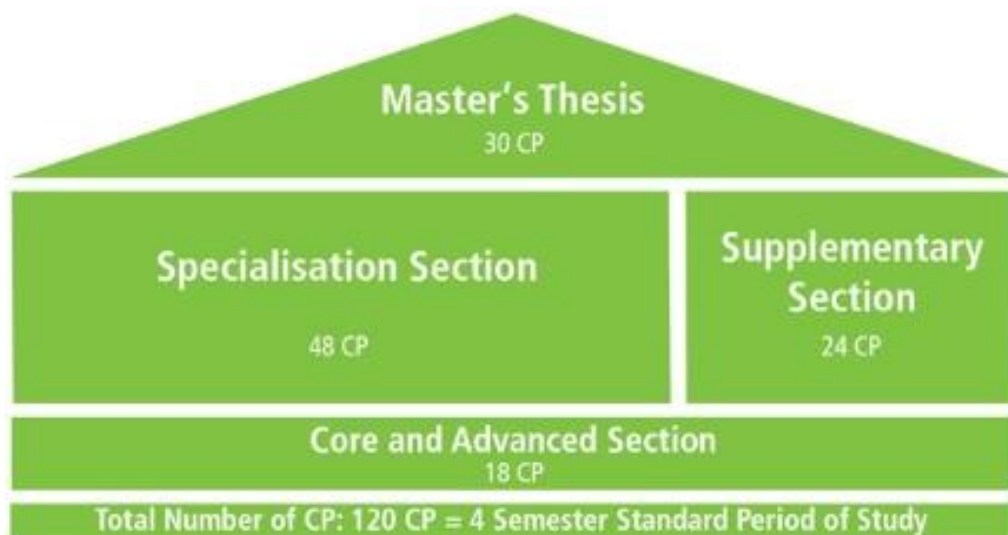 Master's Thesis
30 CP
Specialisation Section
48 CP
Supplementary
Section
24 CP
Core and Advanced Section
18 CP
Total Number of CP: 120 CP = 4 Semester Standard Period of Study